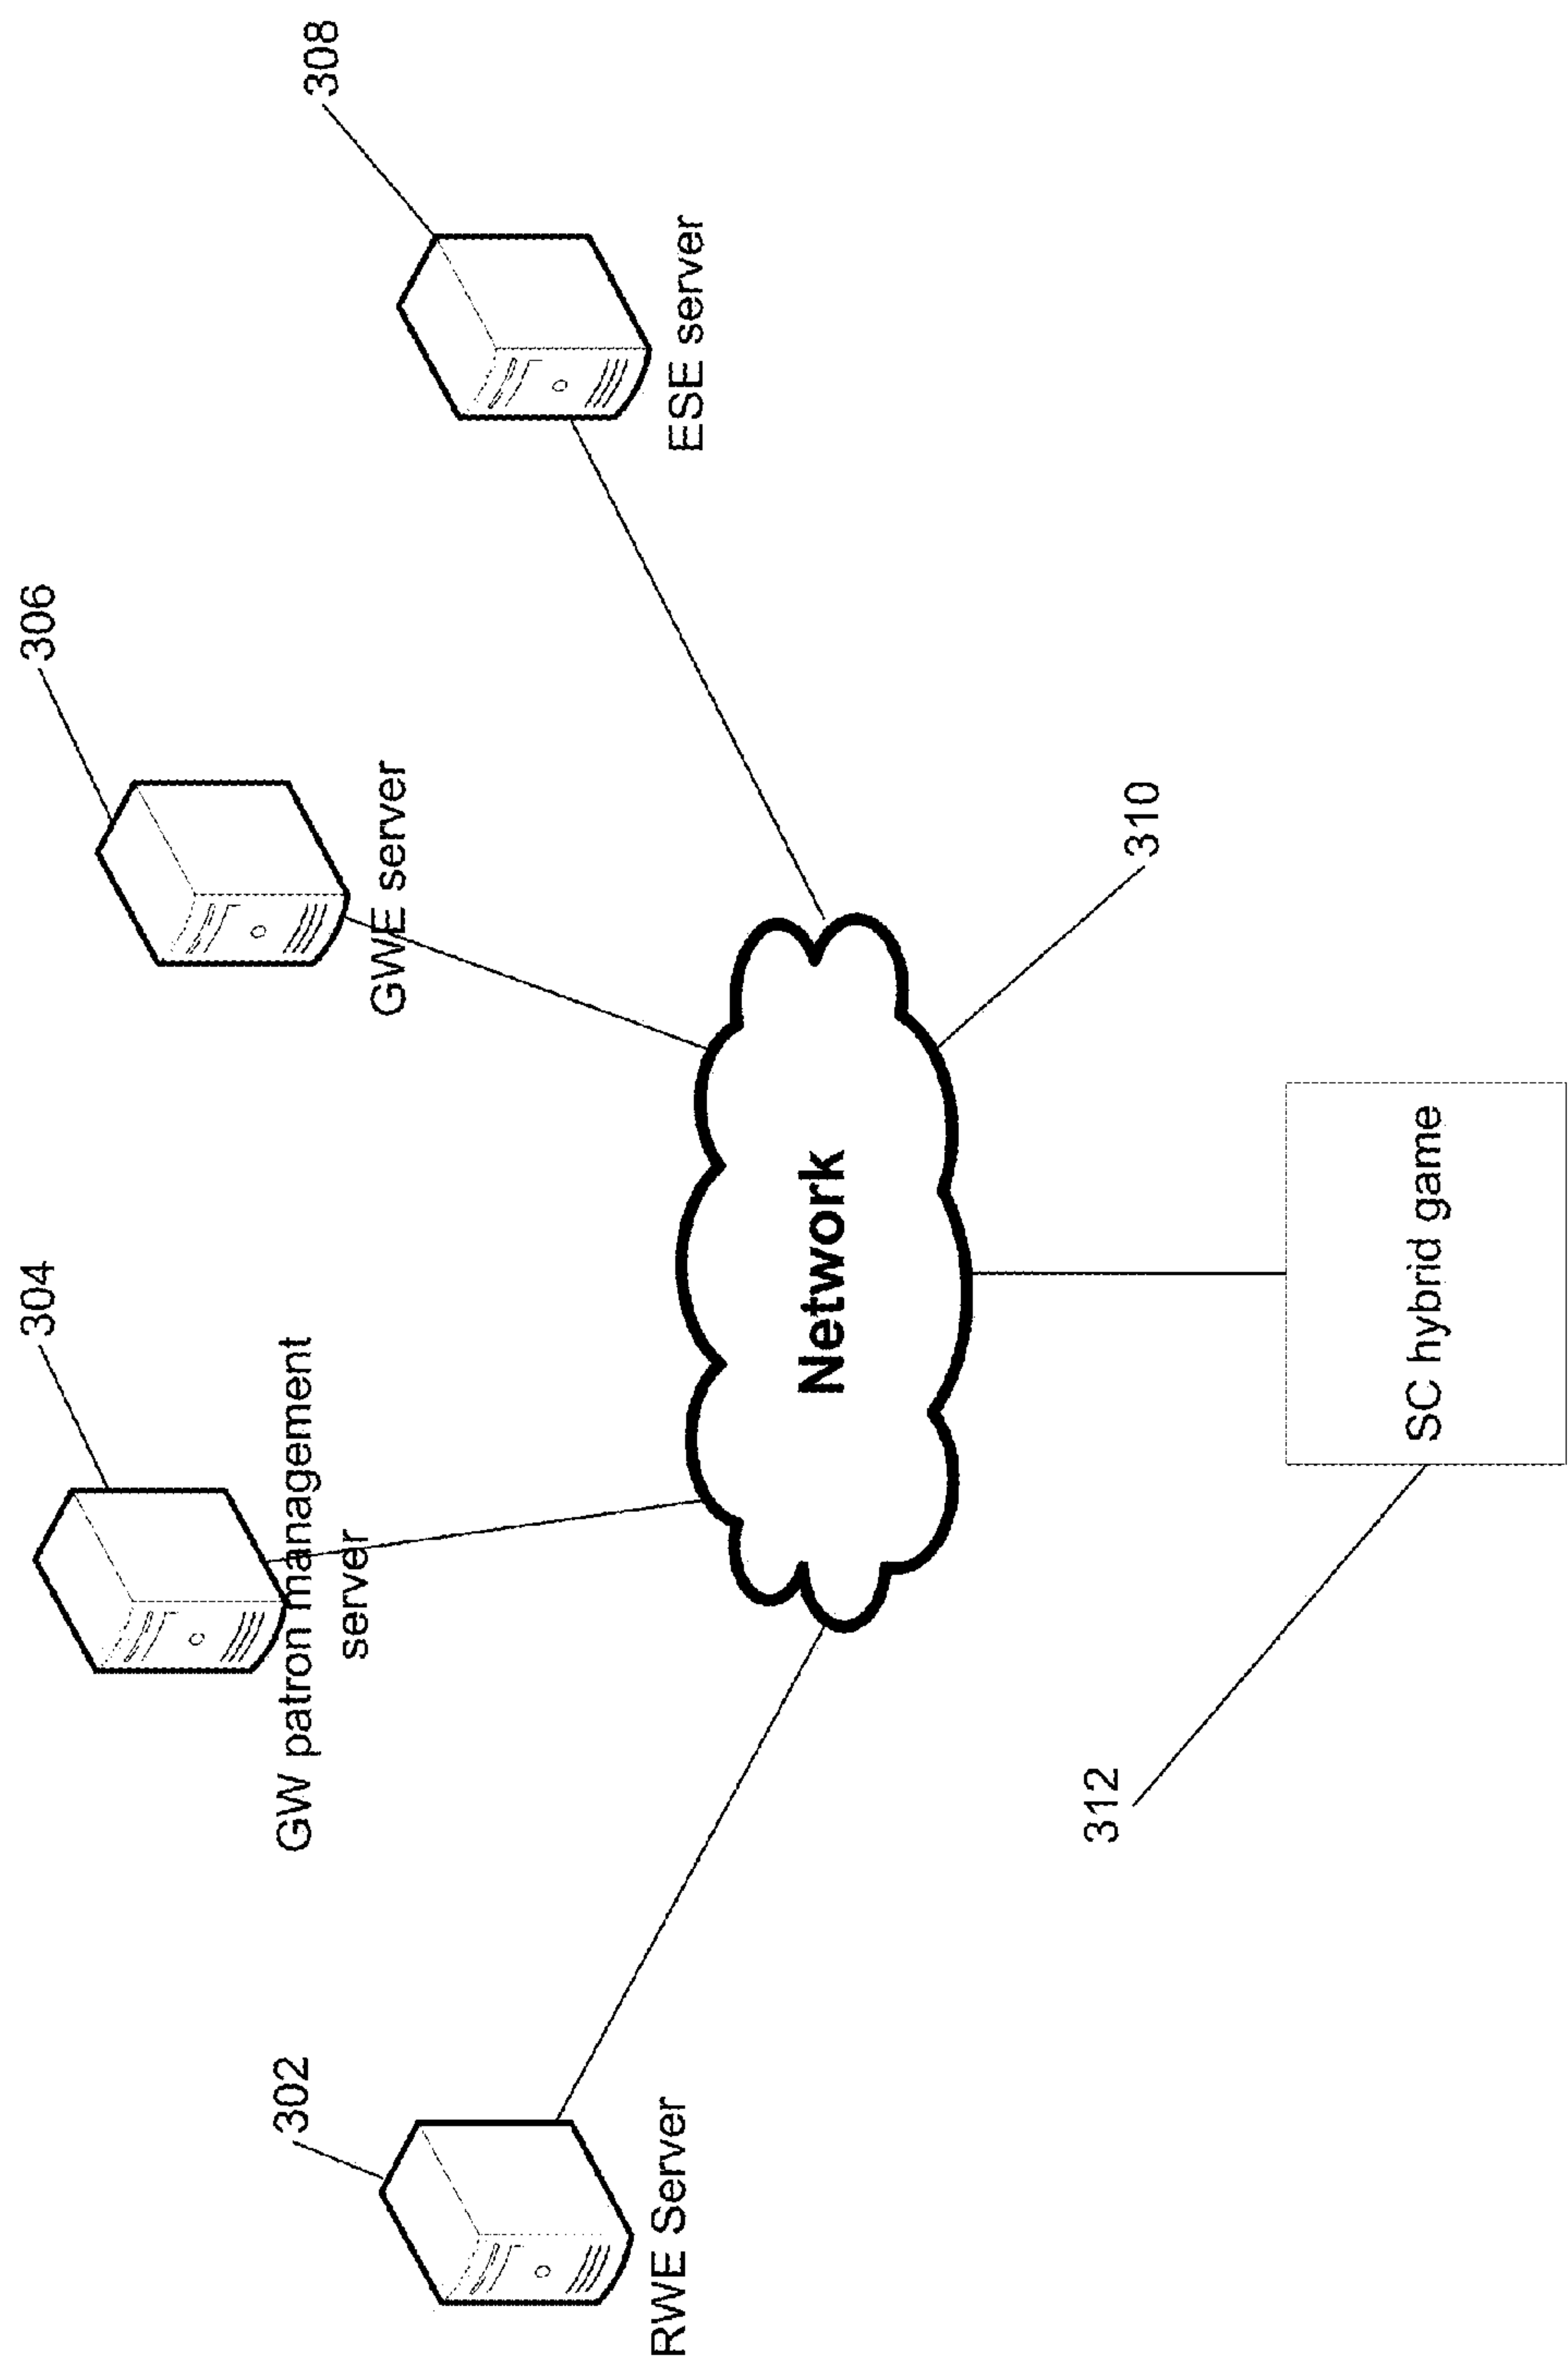 304
306
302
308
GW patron management
server
GWE server
RWE Server
ESE server
Network
310
312
SC hybrid game